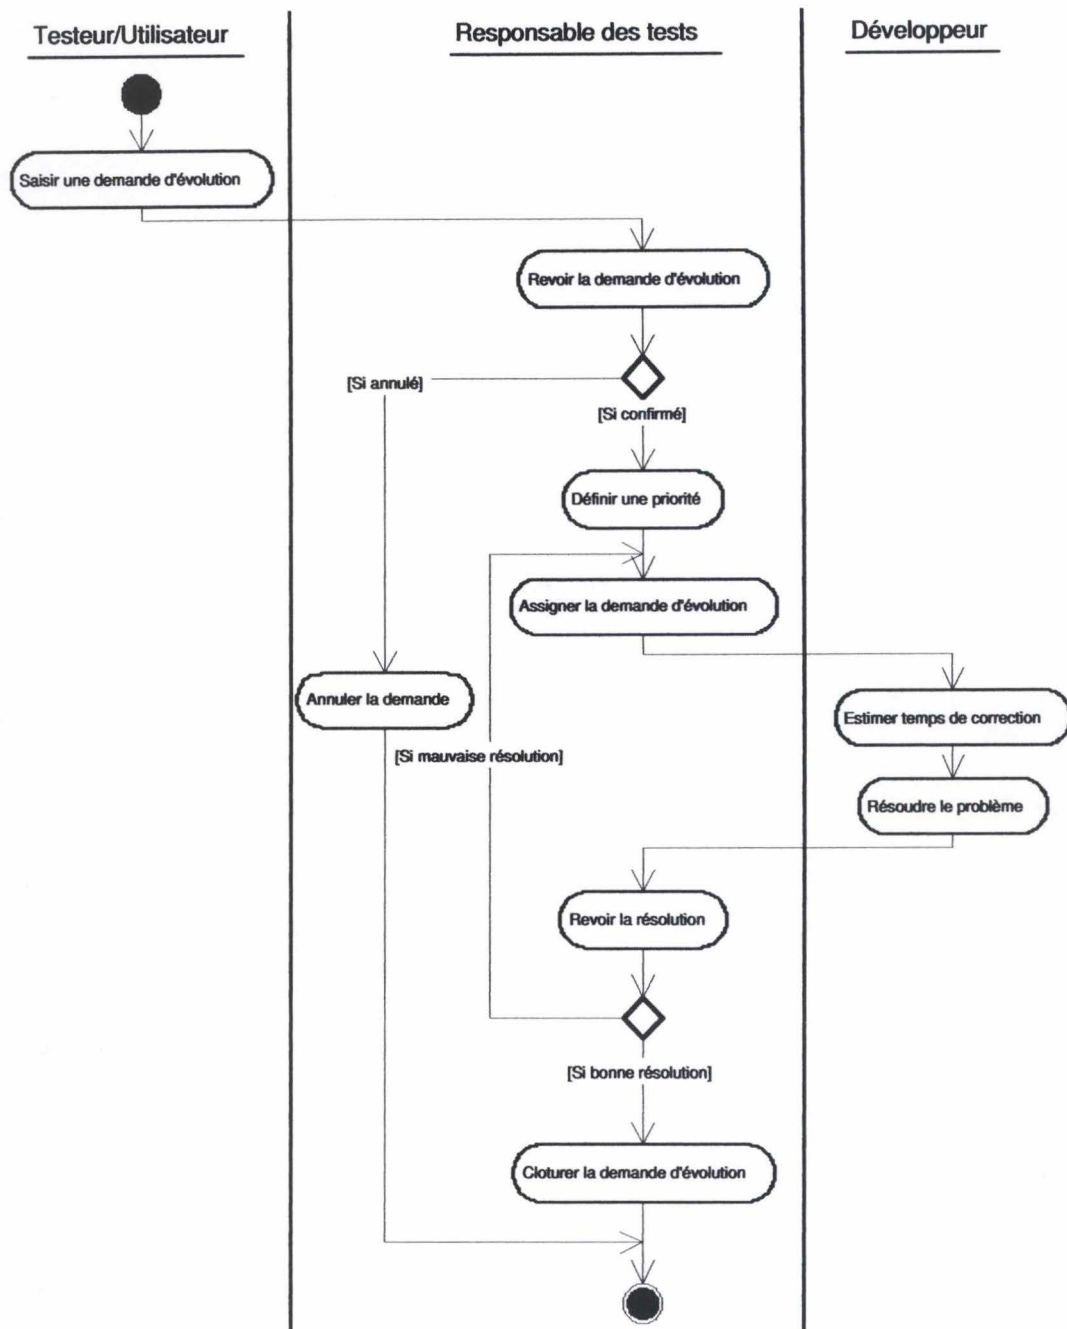 Testeur/Utilisateur
Responsable des tests
Développeur
Saisir une demande d'évolution
Revoir la demande d'évolution
[Si annulé]
[Si confirmé]
Définir une priorité
Assigner la demande d'évolution
Annuler la demande
Estimer temps de correction
[Si mauvaise résolution]
Résoudre le problème
Revoir la résolution
[Si bonne résolution]
Cloturer la demande d'évolution